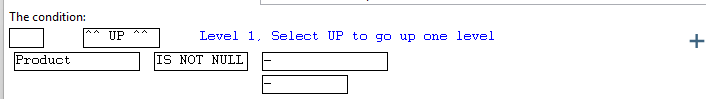 The condition:
^^ UP ^^ Level 1, Select UP to go up one level
Product IS NOT NULL –
–